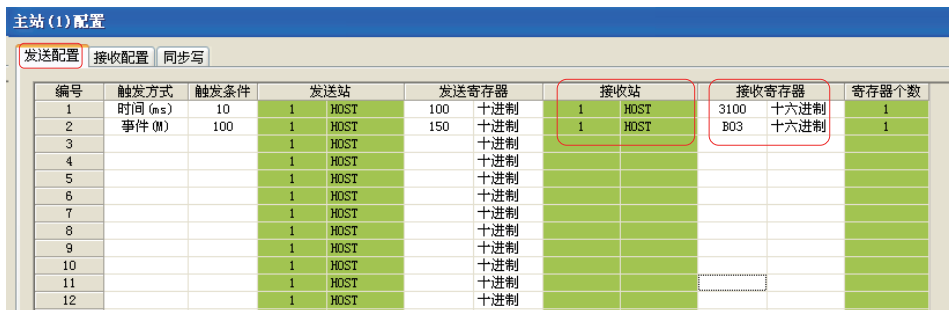 主站(1)配置
发送配置 接收配置 同步写
编号 触发方式 触发条件 发送站 发送寄存器 接收站 接收寄存器 寄存器个数
1 时间(ms) 10 1 HOST 100 十进制 1 HOST 3100 十六进制 1
2 事件(M) 100 1 HOST 150 十进制 1 HOST B03 十六进制 1
3 1 HOST 十进制
4 1 HOST 十进制
5 1 HOST 十进制
6 1 HOST 十进制
7 1 HOST 十进制
8 1 HOST 十进制
9 1 HOST 十进制
10 1 HOST 十进制
11 1 HOST 十进制
12 1 HOST 十进制